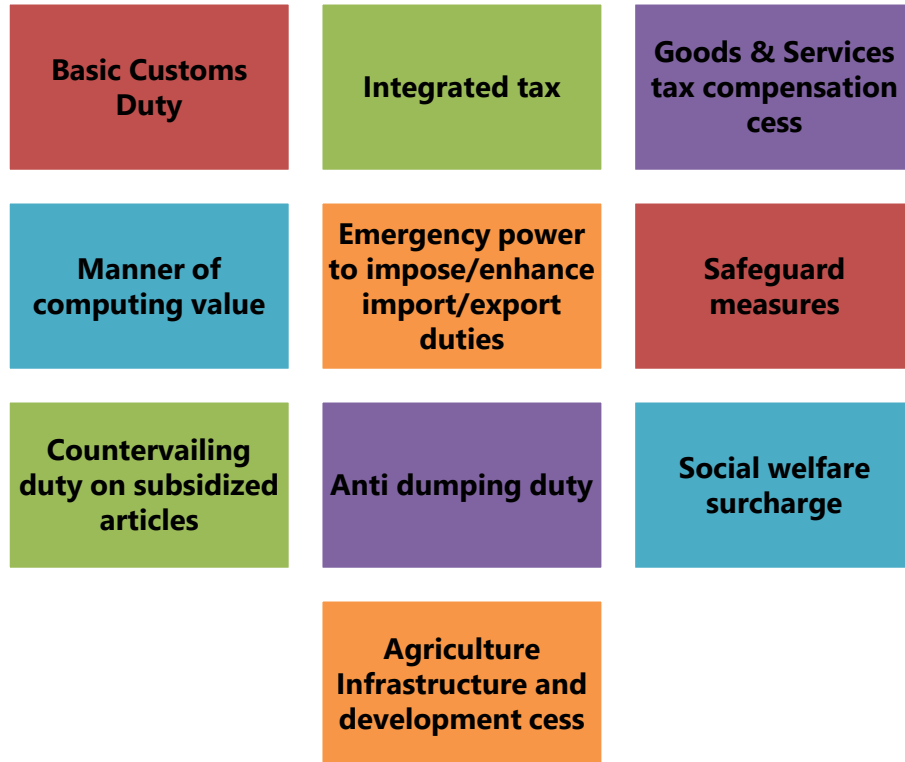 Basic Customs
Duty
Integrated tax
Goods & Services
tax compensation
cess
Manner of
computing value
Emergency power
to impose/enhance
import/export
duties
Safeguard
measures
Countervailing
duty on subsidized
articles
Anti dumping duty
Social welfare
surcharge
Agriculture
Infrastructure and
development cess